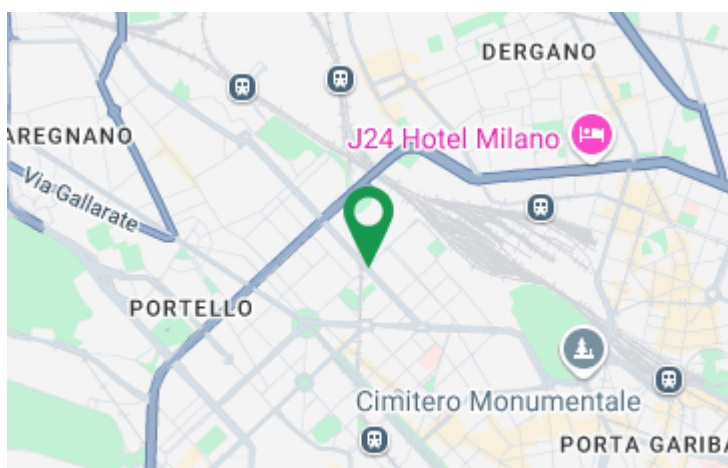 DERGANO
AREGNANO
J24 Hotel Milano
Via Gallarate
PORTELLO
Cimitero Monumentale
PORTA GARIBA